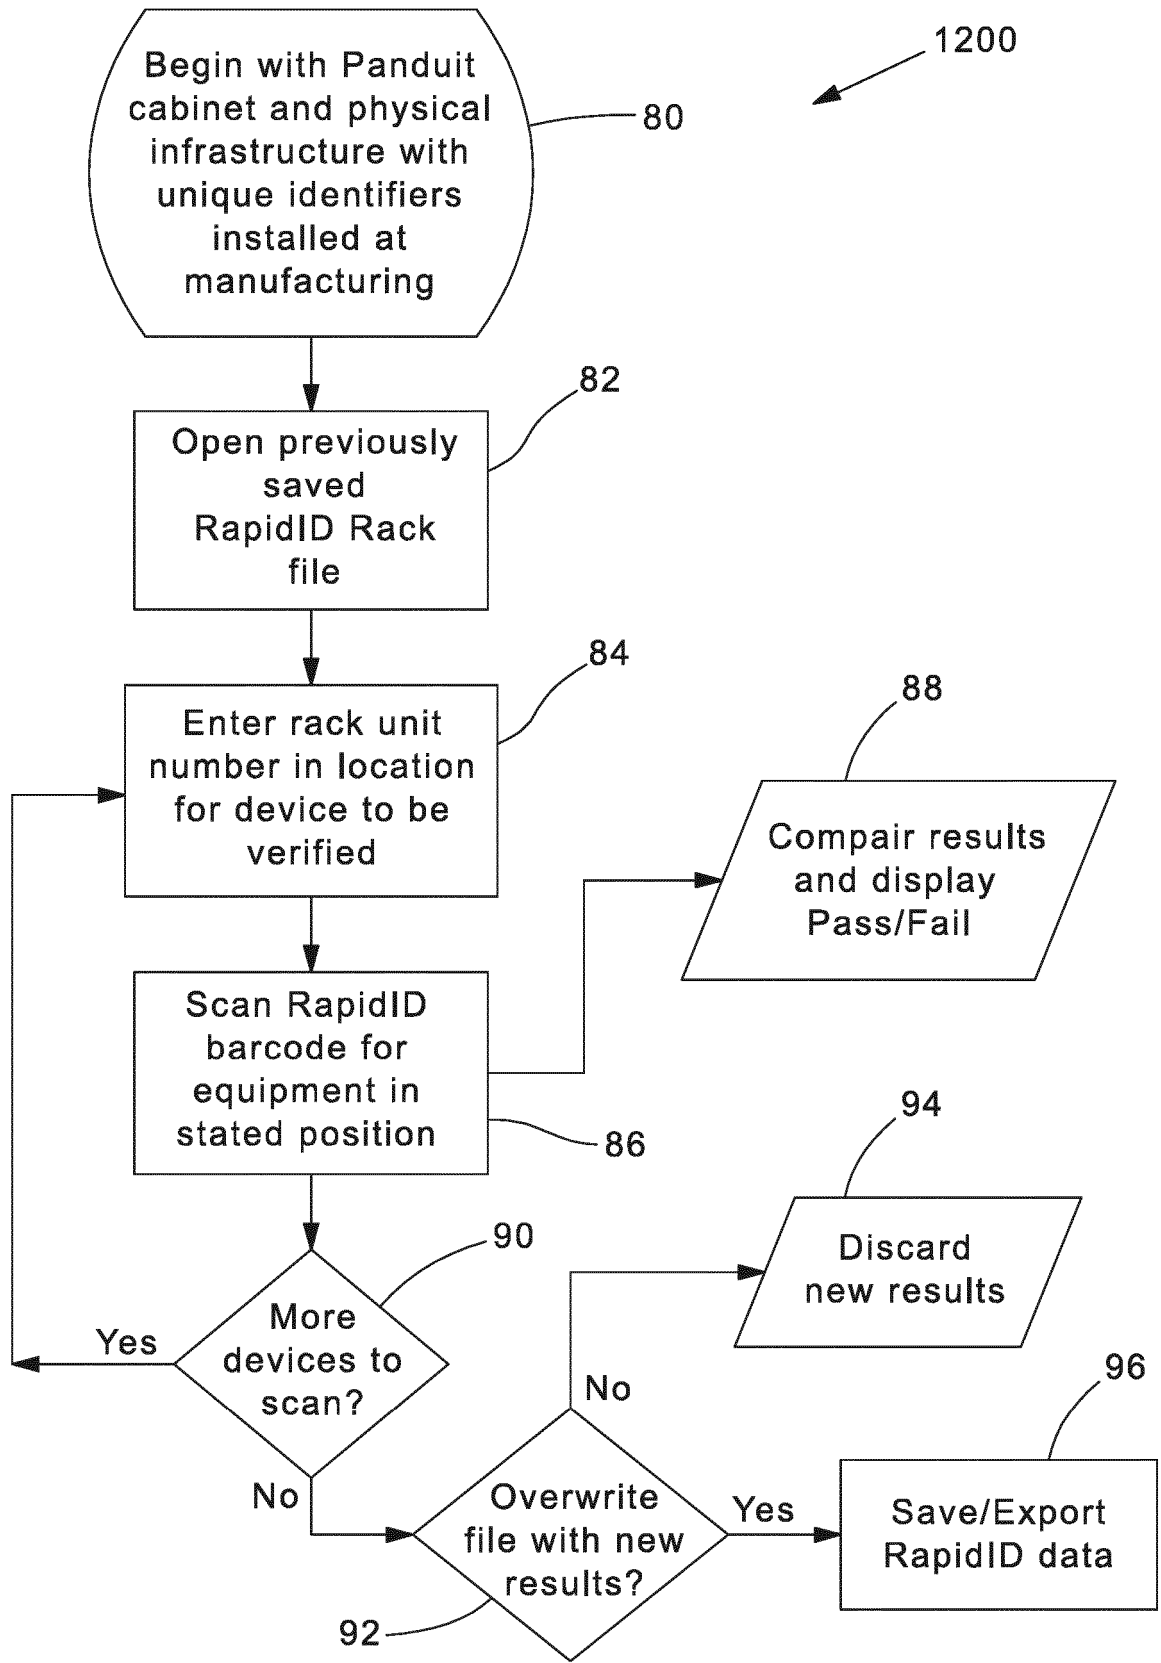 1200
Begin with Panduit
cabinet and physical
infrastructure with
unique identifiers
installed at
manufacturing
80
82
Open previously
saved
RapidID Rack
file
84
Enter rack unit
number in location
for device to be
verified
88
Compair results
and display
Pass/Fail
Scan RapidID
barcode for
equipment in
stated position
86
94
Discard
new results
90
More
devices to
scan?
Yes
No
No
96
Overwrite
file with new
results?
Yes
92
Save/Export
RapidID data